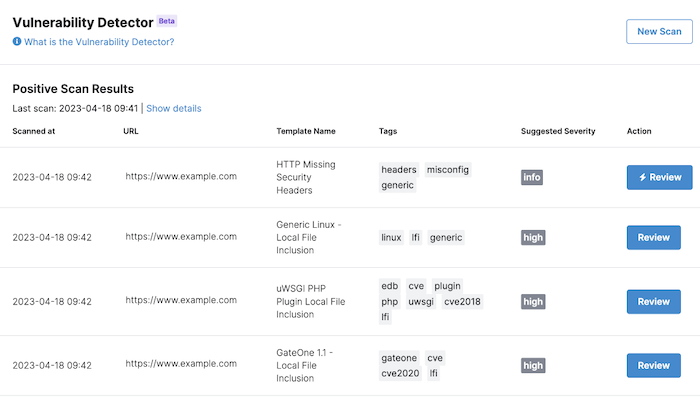 Vulnerability Detector Beta
What is the Vulnerability Detector?
New Scan
Positive Scan Results
Last scan: 2023-04-18 09:41 | Show details
Scanned at URL Template Name Tags Suggested Severity Action
2023-04-18 09:42 https://www.example.com HTTP Missing
Security
Headers
headers misconfig
generic
info
Review
2023-04-18 09:42 https://www.example.com Generic Linux -
Local File
Inclusion
linux lfi generic
high
Review
2023-04-18 09:42 https://www.example.com uWSGI PHP
Plugin Local File
Inclusion
edb cve plugin
php uwsgi cve2018
lfi
high
Review
2023-04-18 09:42 https://www.example.com GateOne 1.1 -
Local File
Inclusion
gateone cve
cve2020 lfi
high
Review